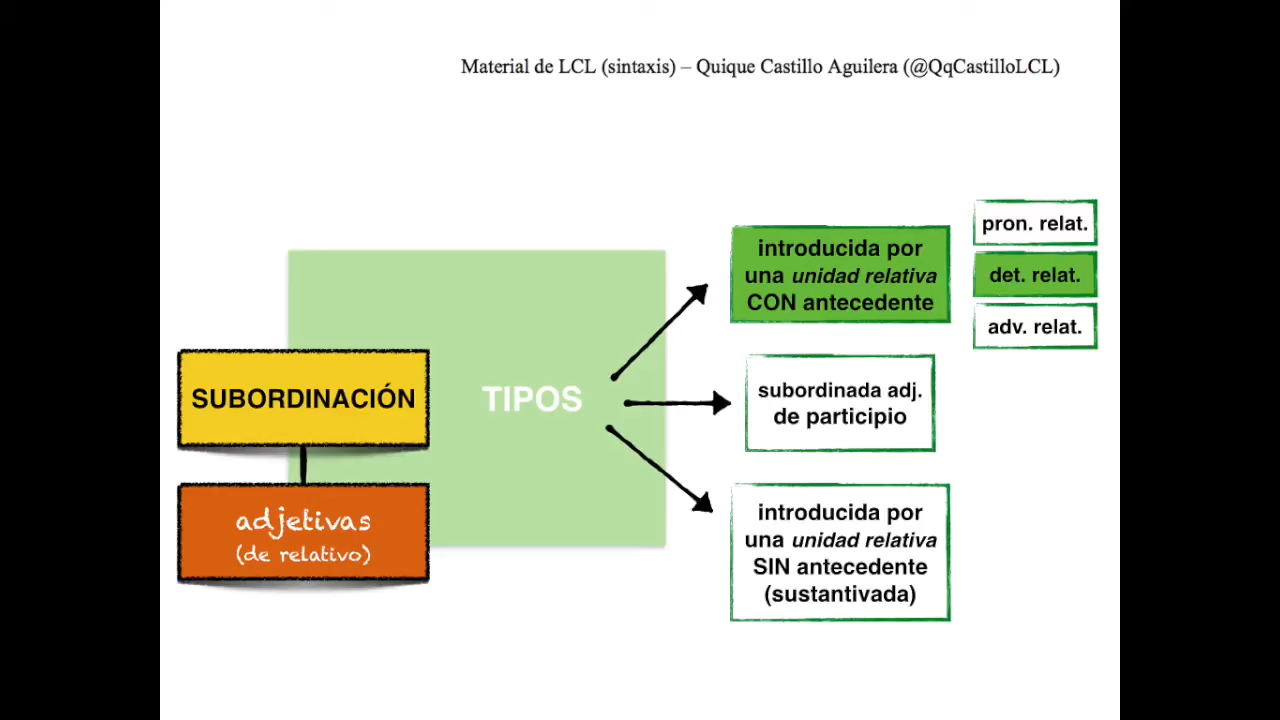 Material de LCL (sintaxis) – Quique Castillo Aguilera (@QqCastilloLCL)
SUBORDINACIÓN
adjetivas
(de relativo)
TIPOS
introducida por
una unidad relativa
CON antecedente
pron. relat.
det. relat.
adv. relat.
subordinada adj.
de participio
introducida por
una unidad relativa
SIN antecedente
(sustantivada)